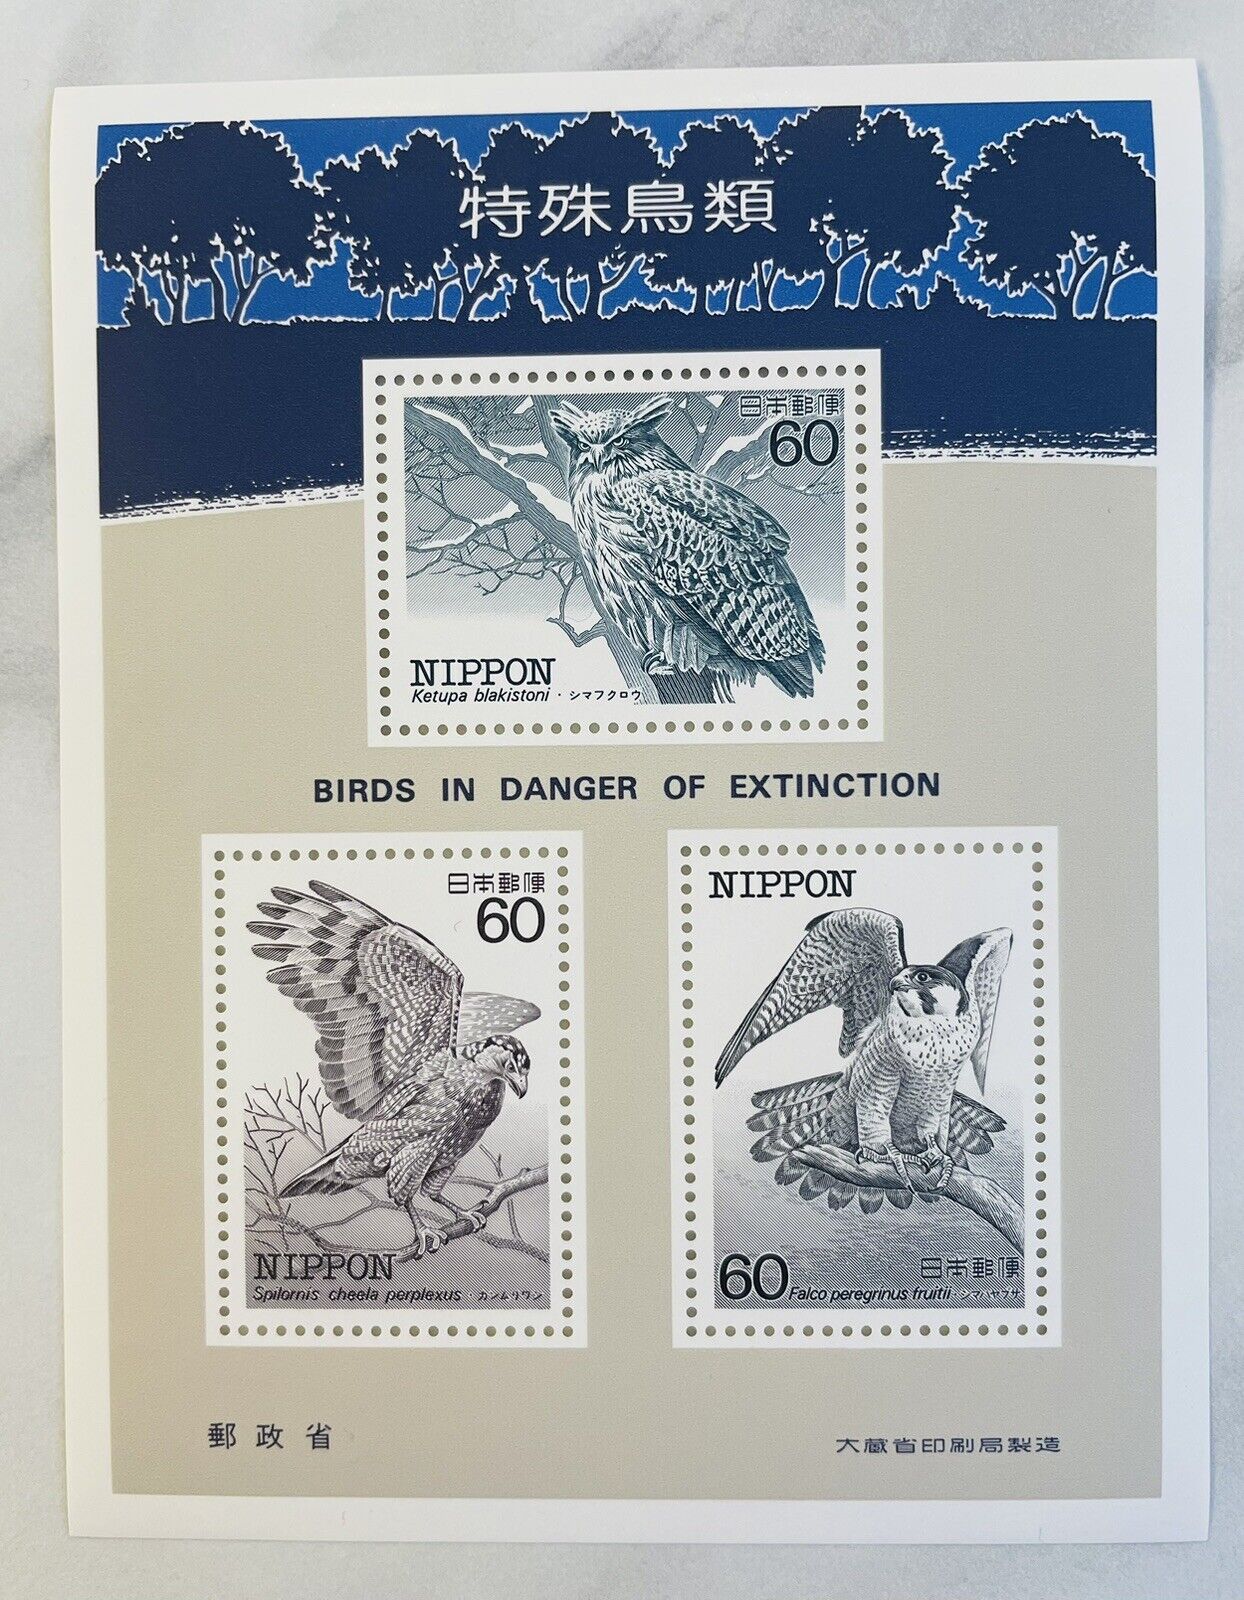 特殊鳥類
日本郵便
60
NIPPON
Ketupa blakistoni・シマフクロウ
BIRDS IN DANGER OF EXTINCTION
日本郵便
60
NIPPON
Spilornis cheela perplexus・カンムリワシ
NIPPON
60 日本郵便
Falco peregrinus fruitii・シマハヤブサ
郵政省
大蔵省印刷局製造